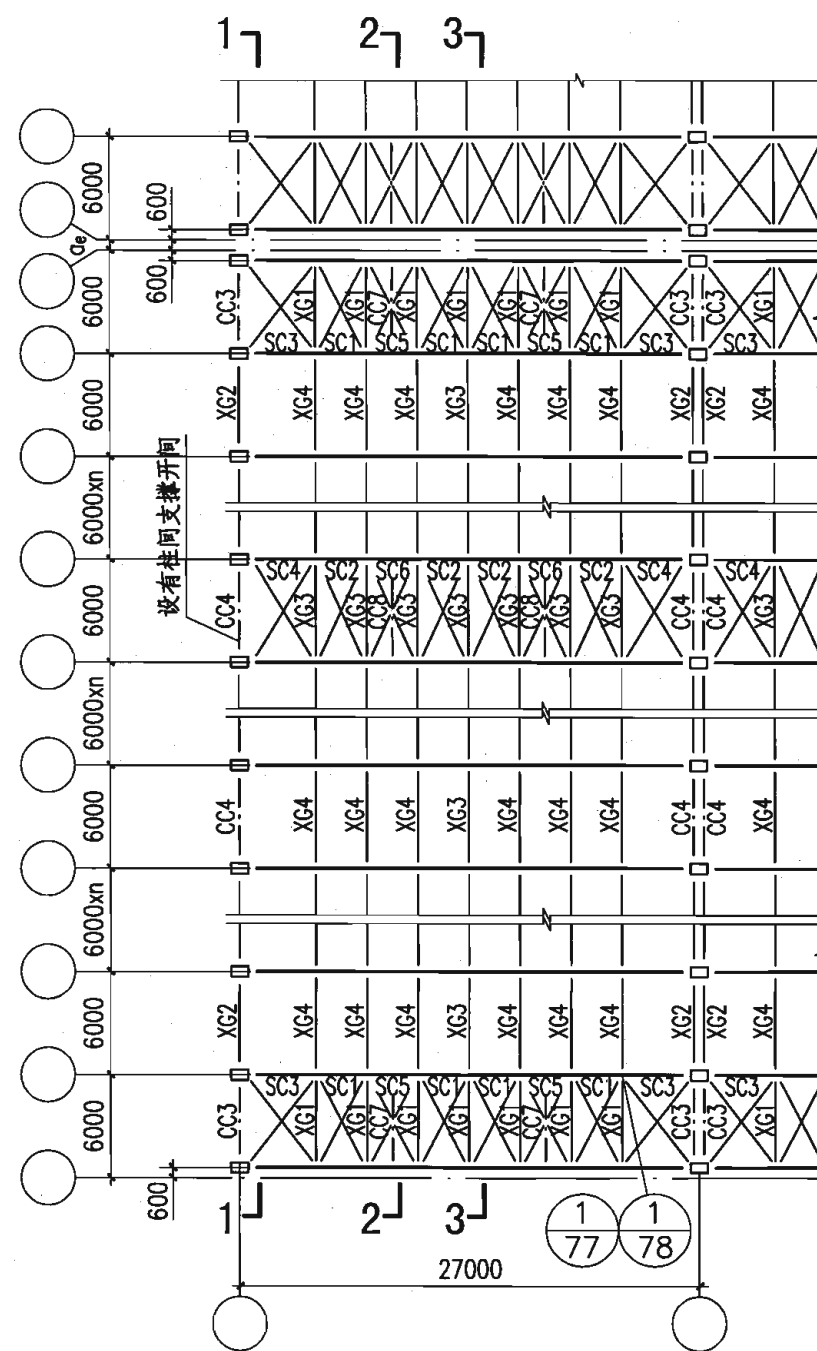 1 2 3
6000
600
ae
600
6000
CC3 XG1 XG1 CC7 XG1 XG1 XG1 CC7 XG1 XG1 CC3 CC3 XG1
SC3 SC1 SC5 SC1 SC1 SC5 SC1 SC3 SC3
6000
XG2 XG4 XG4 XG4 XG3 XG4 XG4 XG4 XG2 XG2 XG4
设有柱间支撑开间
6000xn
SC4 SC2 SC6 SC2 SC2 SC6 SC2 SC4 SC4
6000
CC4 XG3 XG3 CC8 XG3 XG3 XG3 CC8 XG3 XG3 CC4 CC4 XG3
6000xn
6000
CC4 XG4 XG4 XG4 XG3 XG4 XG4 XG4 CC4 CC4 XG4
6000xn
6000
XG2 XG4 XG4 XG4 XG3 XG4 XG4 XG4 XG2 XG2 XG4
SC3 SC1 SC5 SC1 SC1 SC5 SC1 SC3 SC3
6000
CC3 XG1 XG1 CC7 XG1 XG1 XG1 CC7 XG1 XG1 CC3 CC3 XG1
600
1 2 3
1 1
77 78
27000